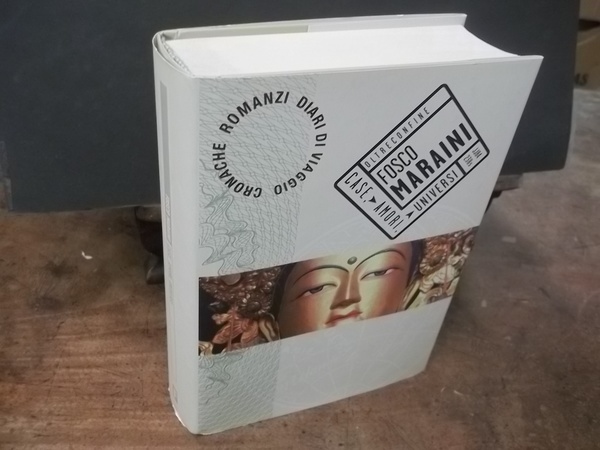 CRONACHE ROMANZI DIARI DI VIAGGIO
OLTRECONFINE
FOSCO
MARAINI
CASE,
AMORI,
UNIVERSI